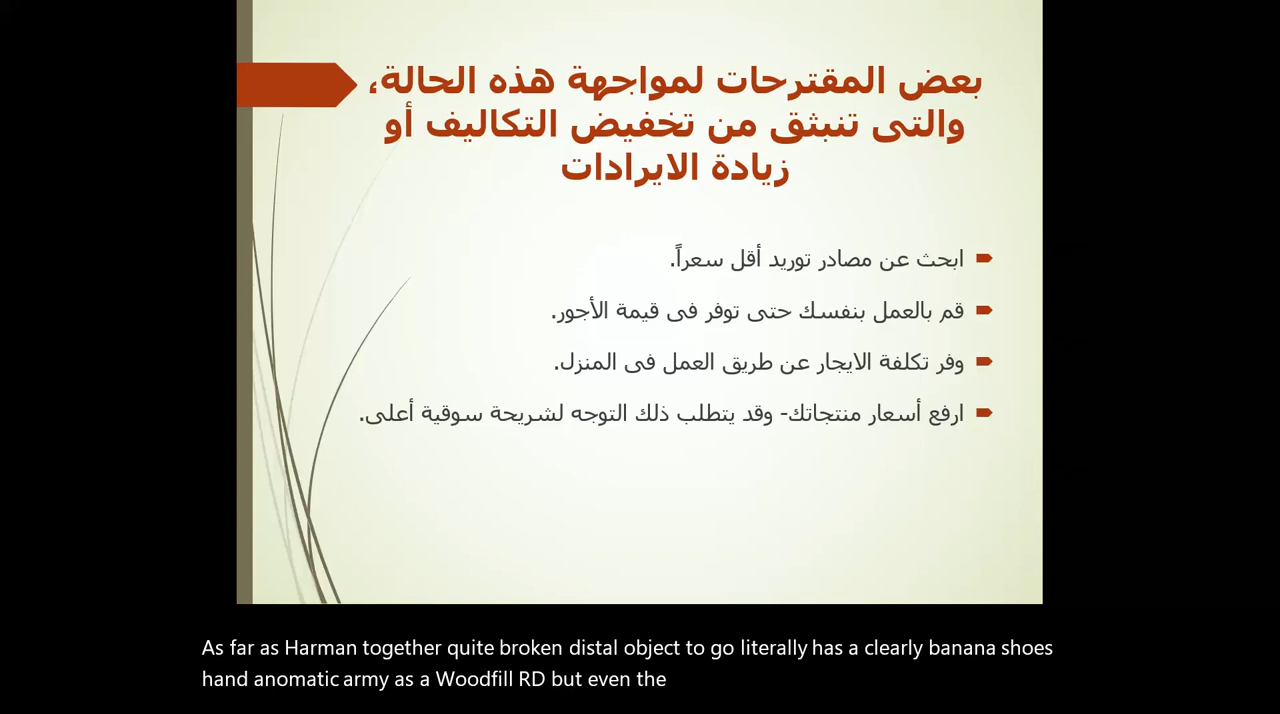 بعض المقترحات لمواجهة هذه الحالة،
والتى تنبثق من تخفيض التكاليف أو
زيادة الايرادات
ابحث عن مصادر توريد أقل سعراً.
قم بالعمل بنفسك حتى توفر فى قيمة الأجور.
وفر تكلفة الايجار عن طريق العمل فى المنزل.
ارفع أسعار منتجاتك- وقد يتطلب ذلك التوجه لشريحة سوقية أعلى.
As far as Harman together quite broken distal object to go literally has a clearly banana shoes
hand anomatic army as a Woodfill RD but even the